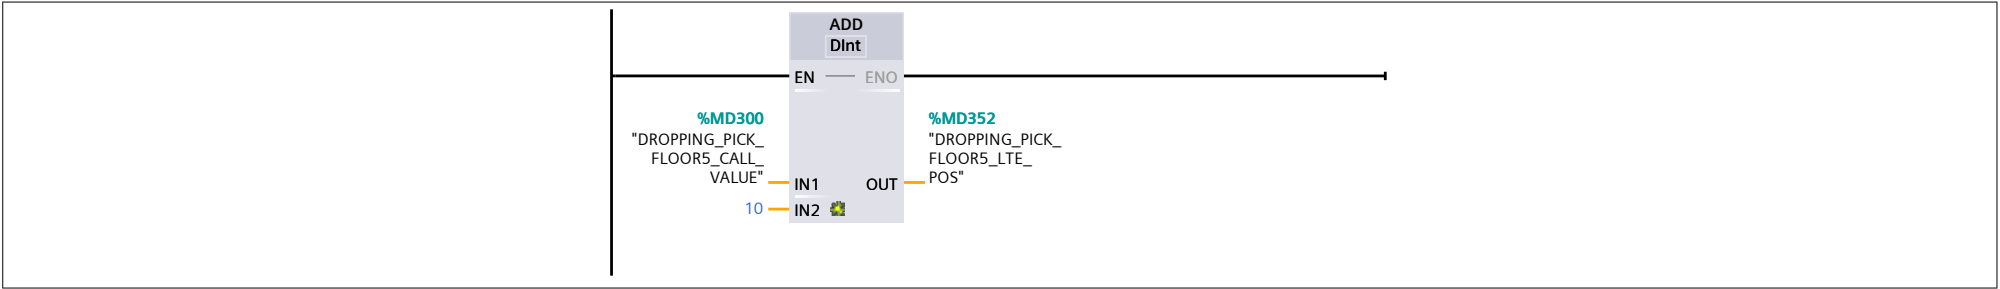 ADD
DInt
EN
ENO
%MD300
"DROPPING_PICK_
FLOOR5_CALL_
VALUE"
IN1
%MD352
"DROPPING_PICK_
FLOOR5_LTE_
POS"
OUT
10
IN2